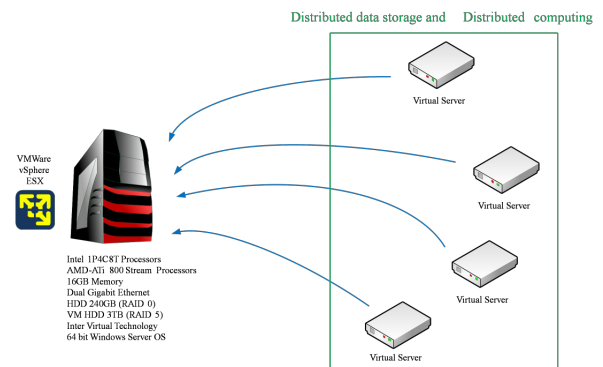 Distributed data storage and Distributed computing
Virtual Server
VMWare
vSphere
ESX
Virtual Server
Intel 1P4C8T Processors
AMD-ATi 800 Stream Processors
16GB Memory
Dual Gigabit Ethernet
HDD 240GB (RAID 0)
VM HDD 3TB (RAID 5)
Inter Virtual Technology
64 bit Windows Server OS
Virtual Server
Virtual Server